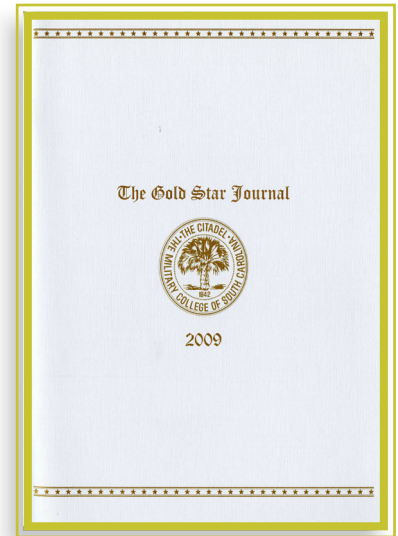 The Gold Star Journal
THE CITADEL · THE MILITARY COLLEGE OF SOUTH CAROLINA
1842
2009